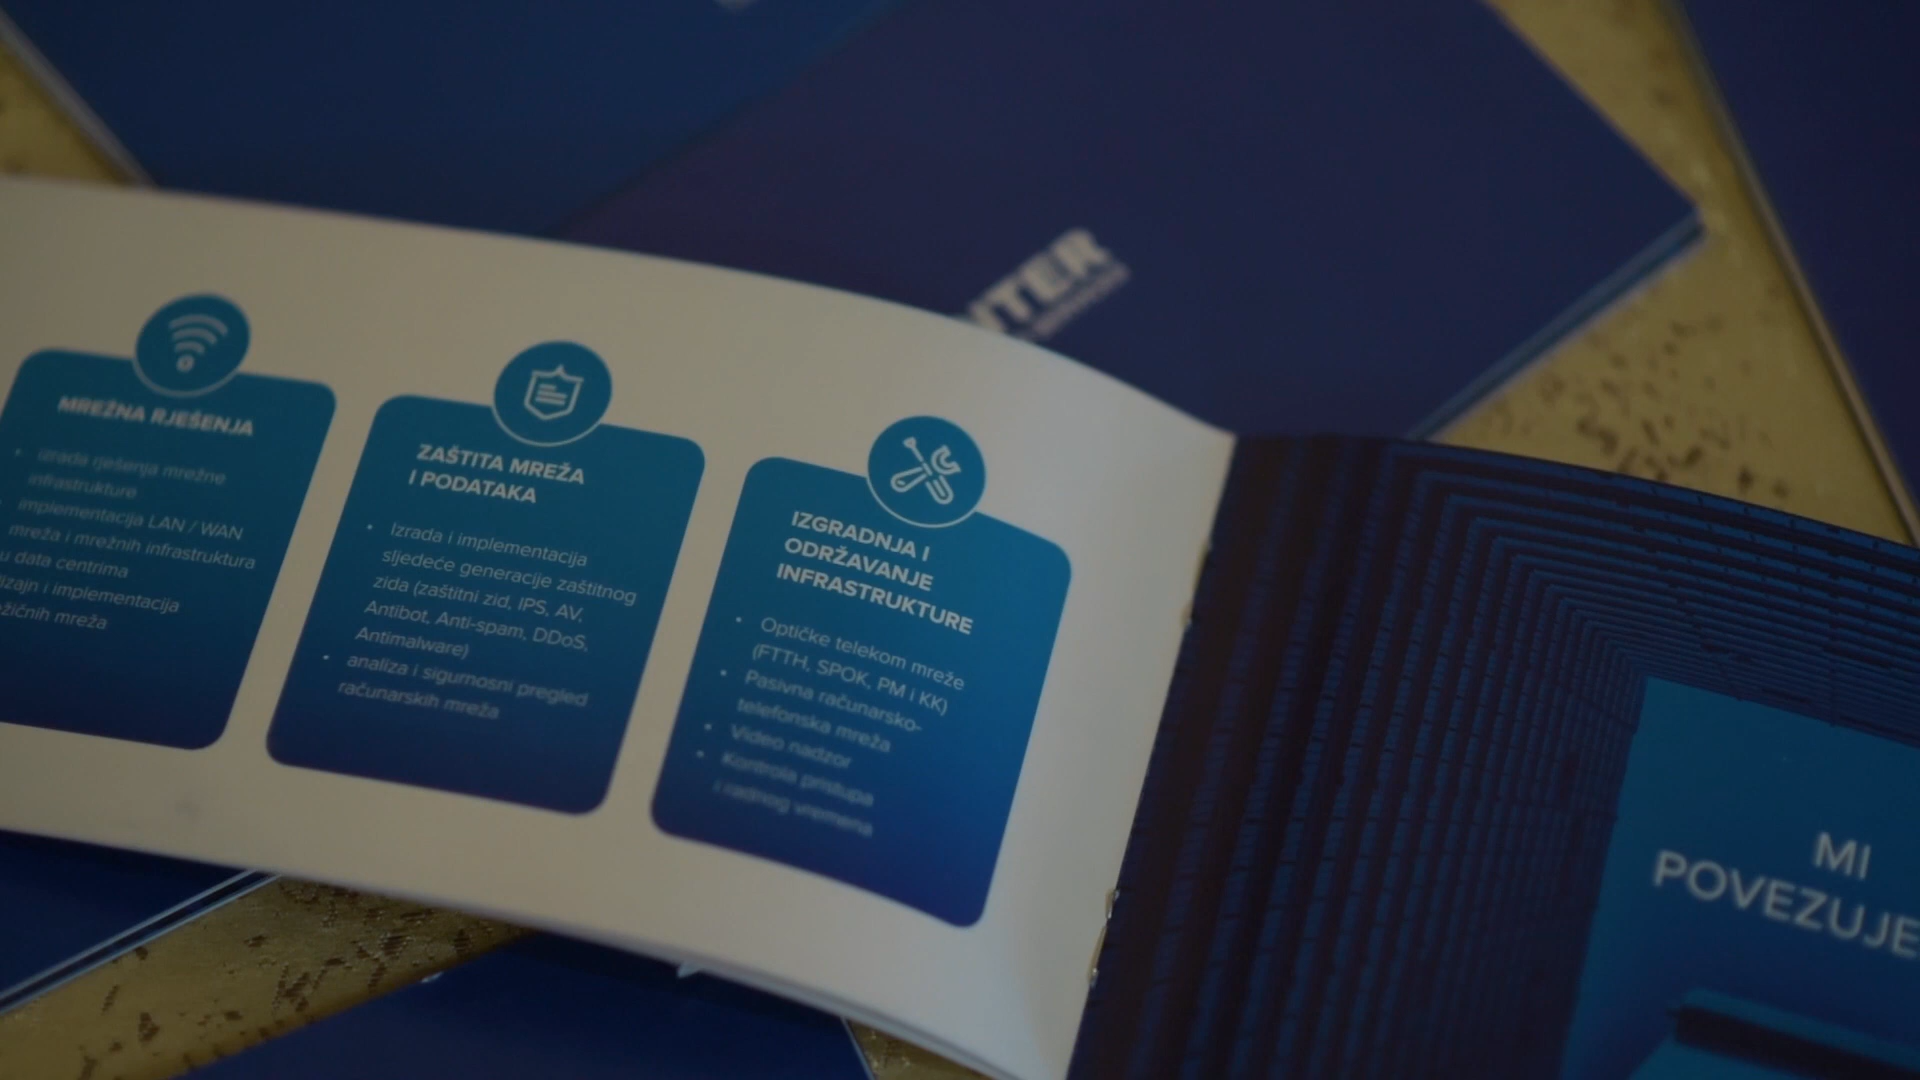 NTER
MREŽNA RJEŠENJA
• izrada rješenja mrežne
infrastrukture
• implementacija LAN / WAN
mreža i mrežnih infrastruktura
u data centrima
izajn i implementacija
ežičnih mreža
ZAŠTITA MREŽA
I PODATAKA
• Izrada i implementacija
sljedeće generacije zaštitnog
zida (zaštitni zid, IPS, AV,
Antibot, Anti-spam, DDoS,
Antimalware)
• analiza i sigurnosni pregled
računarskih mreža
IZGRADNJA I
ODRŽAVANJE
INFRASTRUKTURE
• Optičke telekom mreže
(FTTH, SPOK, PM i KK)
• Pasivna računarsko-
telefonska mreža
• Video nadzor
• Kontrola pristupa
i radnog vremena
MI
POVEZUJE